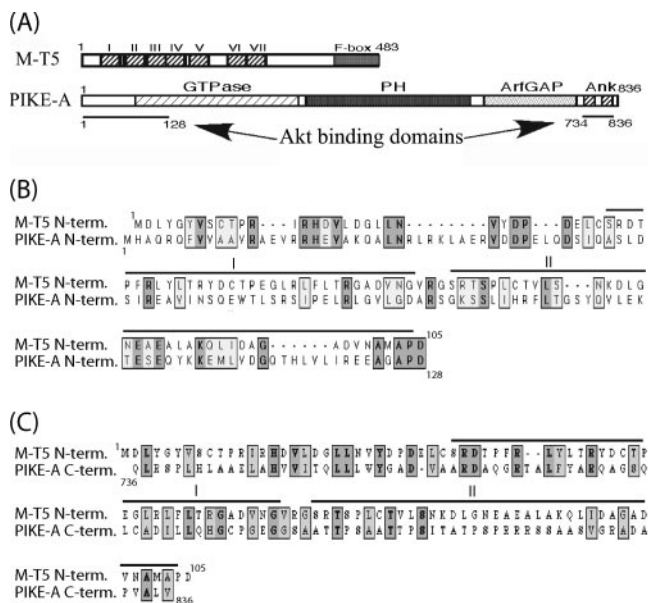 (A)
1 I II III IV V VI VII F-box 483
M-T5
1 GTPase PH ArfGAP Ank 836
PIKE-A
1 128 Akt binding domains 734 836
(B)
1
M-T5 N-term. M D L Y G Y V S C T P R - - - I R H D V L D G L L N - - - - - - - - V Y D P - - - D E L C S R D T
PIKE-A N-term. M H A Q R Q F V V A A V R A E V R R H E V A K Q A L N R L R K L A E R V D D P E L Q D S I Q A S L D
I II
M-T5 N-term. P F R L Y L T R Y D C T P E G L R L F L T R G A D V N G V R G S R T S P L C T V L S - - - N K D L G
PIKE-A N-term. S I R E A V I N S Q E W T L S R S I P E L R L G V L G D A R S G K S S L I H R F L T G S Y Q V L E K
105
M-T5 N-term. N E A E A L A K Q L I D A G - - - - - - A D V N A M A P D
PIKE-A N-term. T E S E Q Y K K E M L V D G Q T H L V L I R E E A G A P D
128
(C)
1
M-T5 N-term. M D L Y G Y V S C T P R I R H D V L D G L L N V Y D P D E L C S R D T P F R - L Y L T R Y D C T P
PIKE-A C-term. Q L R S P L H L A A E L A H V V I T Q L L L W Y G A D - V A A R D A Q G R T A L F Y A R Q A G S Q
736
I II
M-T5 N-term. E G L R L F L T R G A D V N G V R G S R T S P L C T V L S N K D L G N E A E A L A K Q L I D A G A D
PIKE-A C-term. L C A D I L L Q H G C P G E G G S A A T T P S A A T T P S I T A T P S P R R R S S A A S V G R A D A
M-T5 N-term. V N A M A P D 105
PIKE-A C-term. P V A L V
836